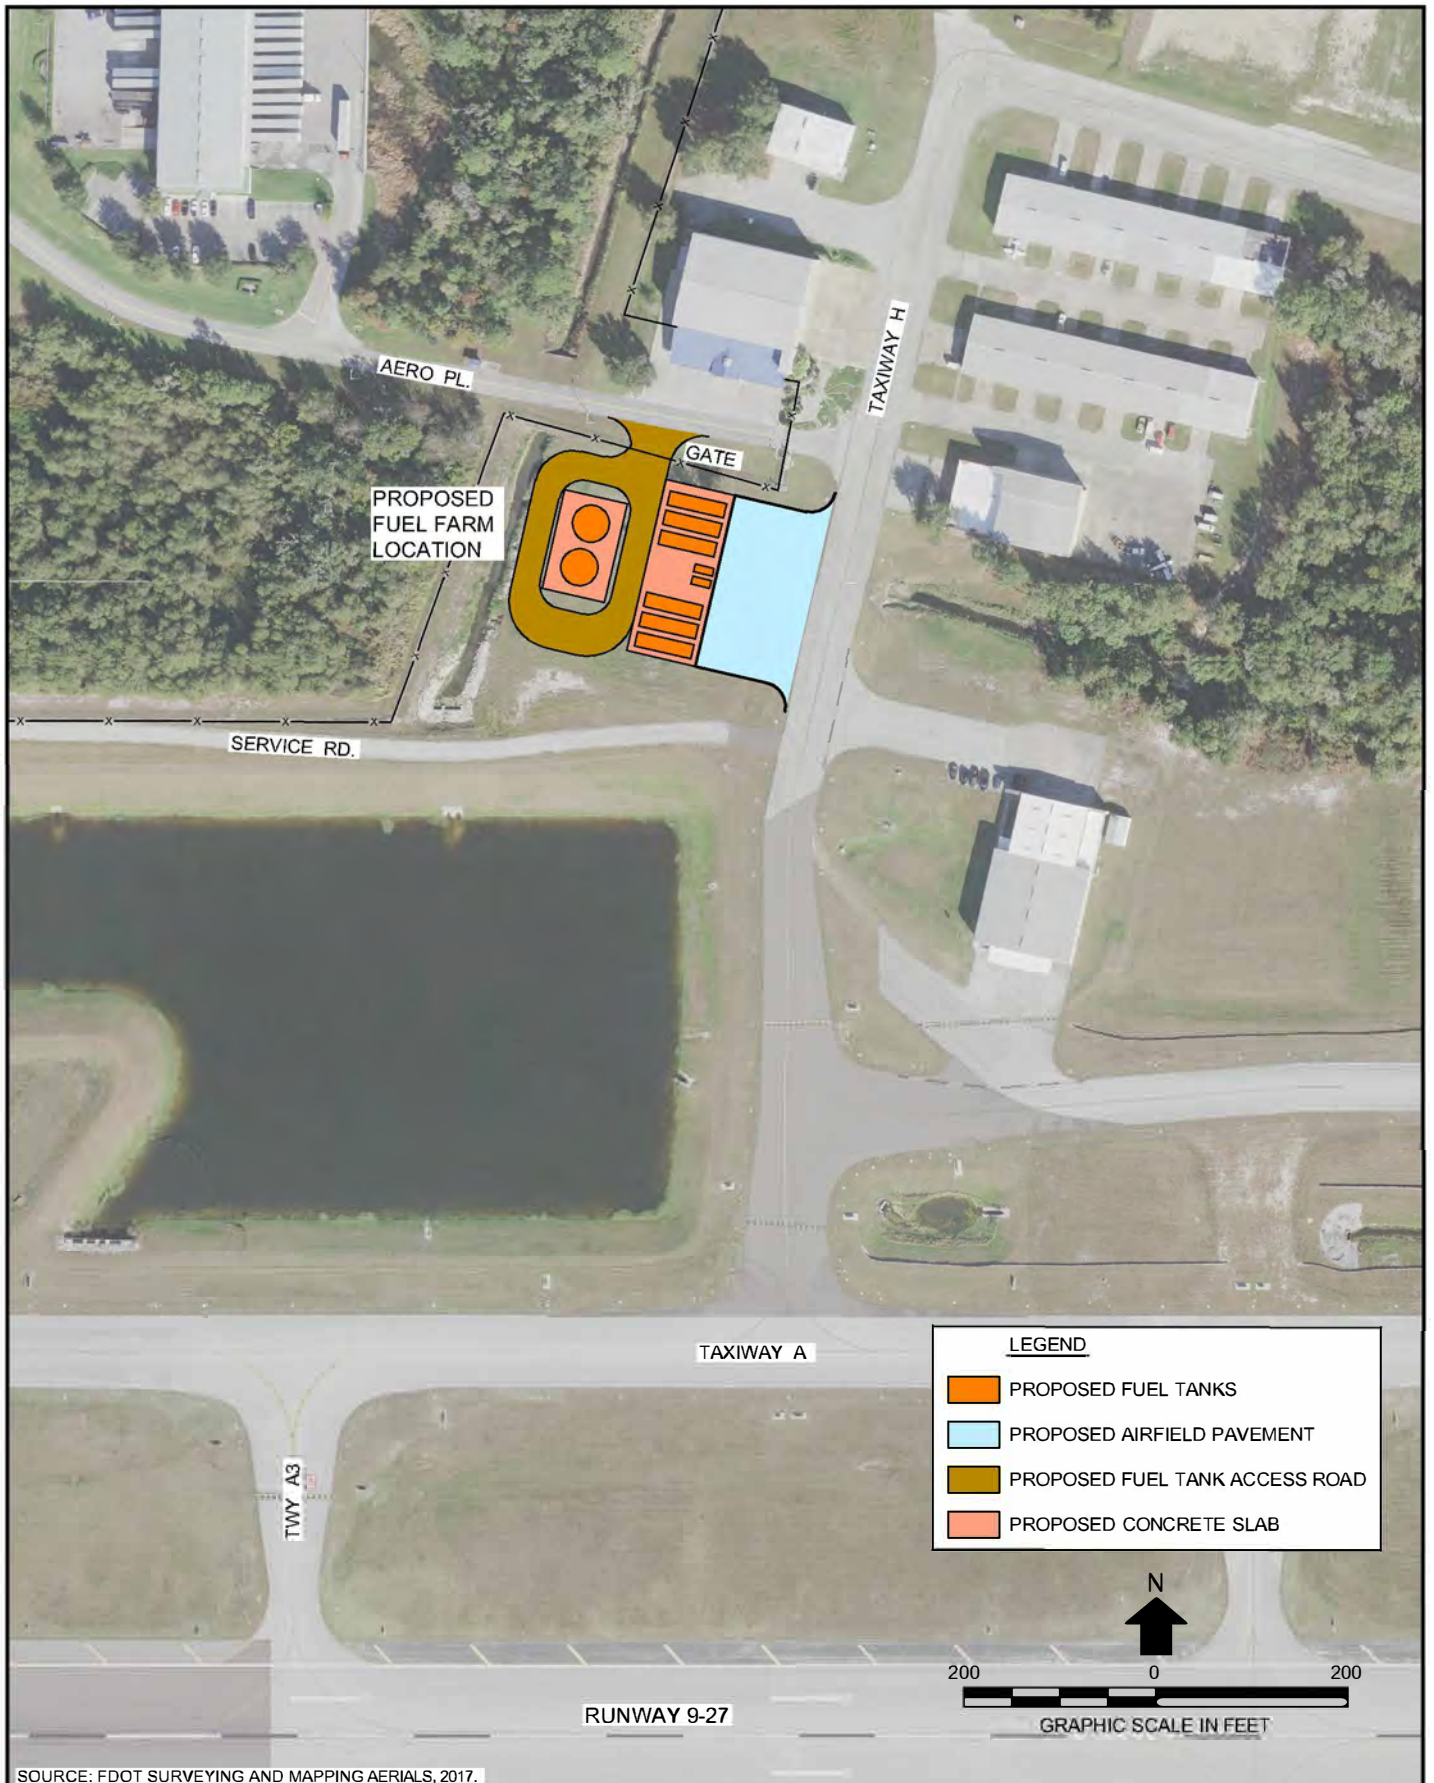 AERO PL.
TAXIWAY H
GATE
PROPOSED
FUEL FARM
LOCATION
SERVICE RD.
TAXIWAY A
LEGEND
PROPOSED FUEL TANKS
PROPOSED AIRFIELD PAVEMENT
PROPOSED FUEL TANK ACCESS ROAD
PROPOSED CONCRETE SLAB
TWY A3
N
200 0 200
GRAPHIC SCALE IN FEET
RUNWAY 9-27
SOURCE: FDOT SURVEYING AND MAPPING AERIALS, 2017.